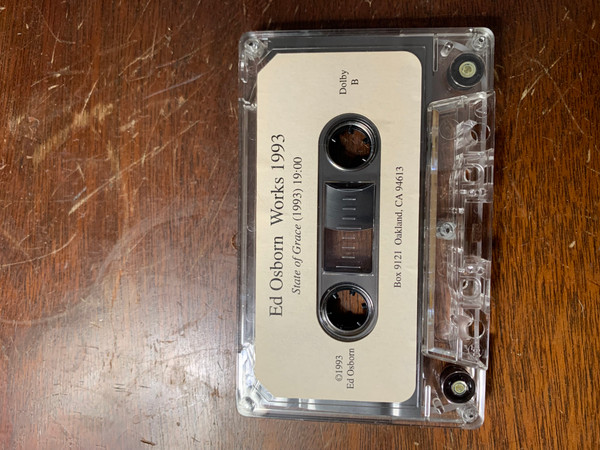 Ed Osborn Works 1993
State of Grace (1993) 19:00
©1993
Ed Osborn
Dolby
B
Box 9121 Oakland, CA 94613